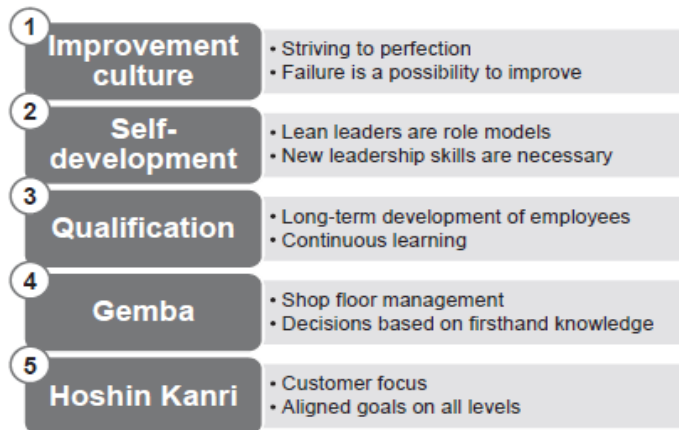 1
Improvement
culture
• Striving to perfection
• Failure is a possibility to improve
2
Self-
development
• Lean leaders are role models
• New leadership skills are necessary
3
Qualification
• Long-term development of employees
• Continuous learning
4
Gemba
• Shop floor management
• Decisions based on firsthand knowledge
5
Hoshin Kanri
• Customer focus
• Aligned goals on all levels